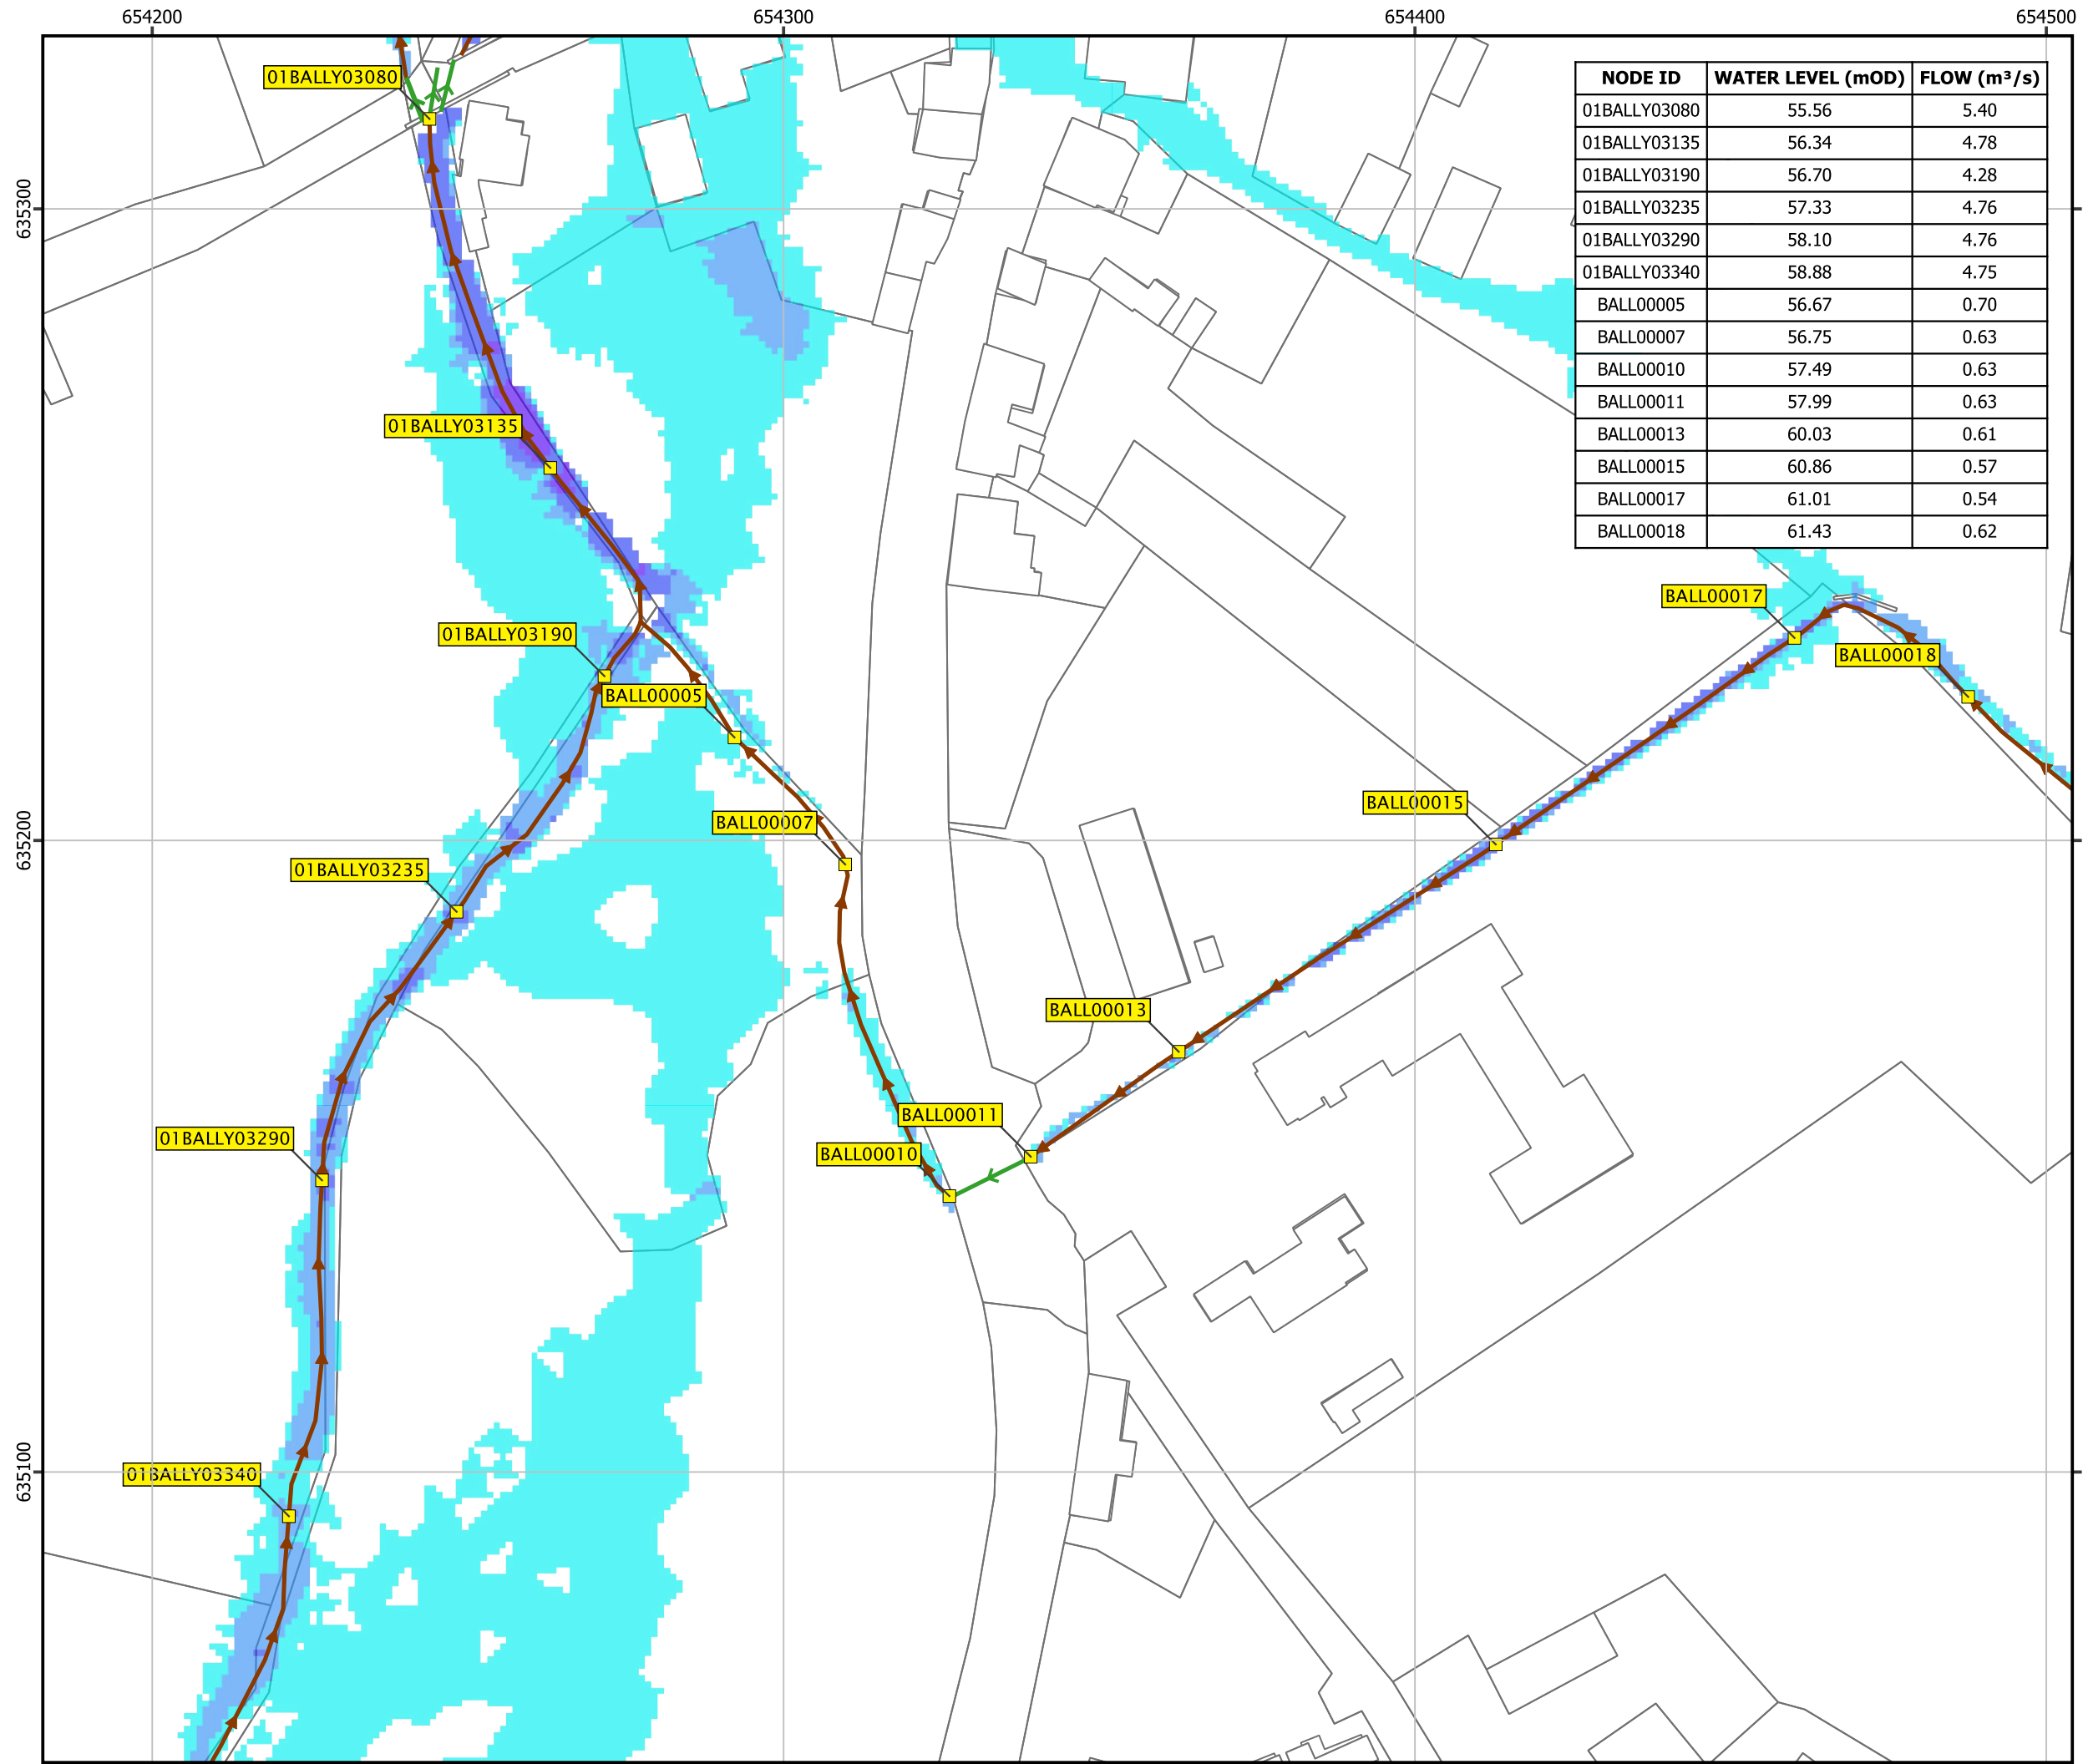 654200 654300 654400 654500
635300
635200
635100
NODE ID WATER LEVEL (mOD) FLOW (m³/s)
01BALLY03080 55.56 5.40
01BALLY03135 56.34 4.78
01BALLY03190 56.70 4.28
01BALLY03235 57.33 4.76
01BALLY03290 58.10 4.76
01BALLY03340 58.88 4.75
BALL00005 56.67 0.70
BALL00007 56.75 0.63
BALL00010 57.49 0.63
BALL00011 57.99 0.63
BALL00013 60.03 0.61
BALL00015 60.86 0.57
BALL00017 61.01 0.54
BALL00018 61.43 0.62
01BALLY03080
01BALLY03135
BALL00017
01BALLY03190
BALL00018
BALL00005
BALL00015
BALL00007
01BALLY03235
BALL00013
BALL00011
01BALLY03290
BALL00010
01BALLY03340